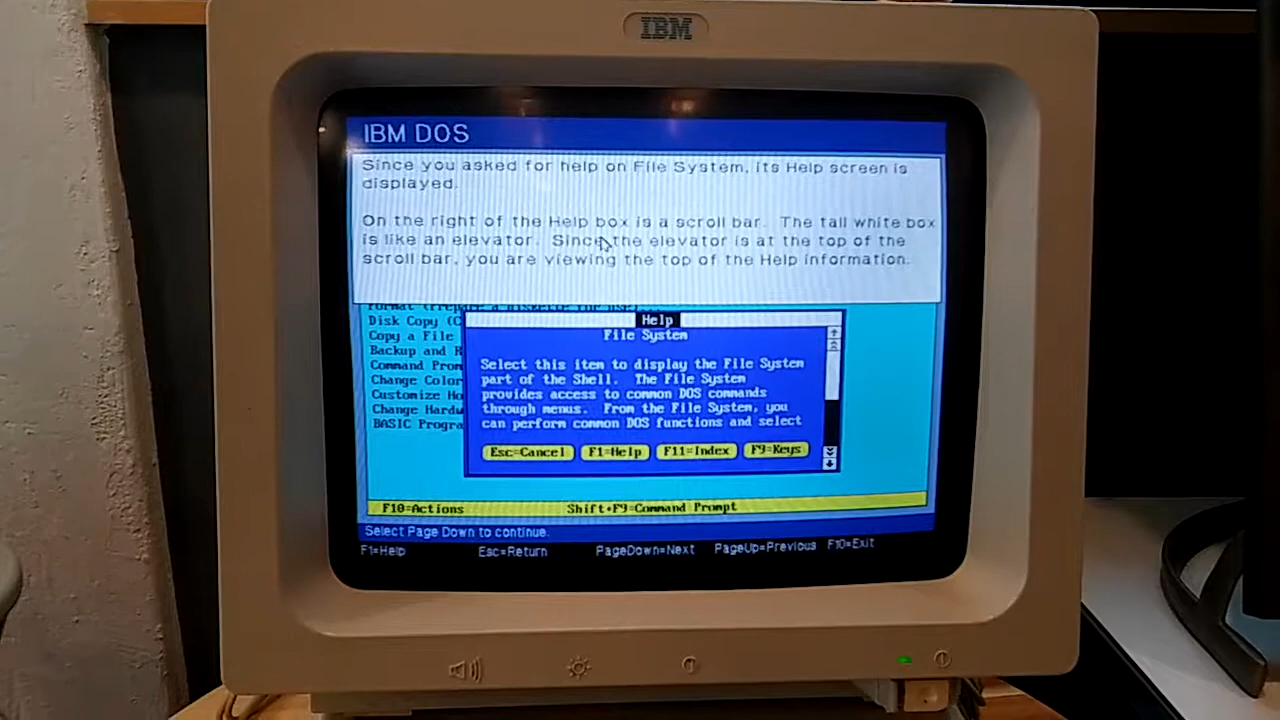 IBM
IBM DOS
Since you asked for help on File System, its Help screen is
displayed.
On the right of the Help box is a scroll bar. The tall white box
is like an elevator. Since the elevator is at the top of the
scroll bar, you are viewing the top of the Help information.
Format (Prepare a diskette for use)...
Disk Copy (C
Copy a File
Backup and R
Command Prom
Change Color
Customize Ho
Change Hardw
BASIC Progra
Help
File System
Select this item to display the File System
part of the Shell. The File System
provides access to common DOS commands
through menus. From the File System, you
can perform common DOS functions and select
Esc=Cancel F1=Help F11=Index F9=Keys
F10=Actions Shift+F9=Command Prompt
Select Page Down to continue.
F1=Help Esc=Return PageDown=Next PageUp=Previous F10=Exit